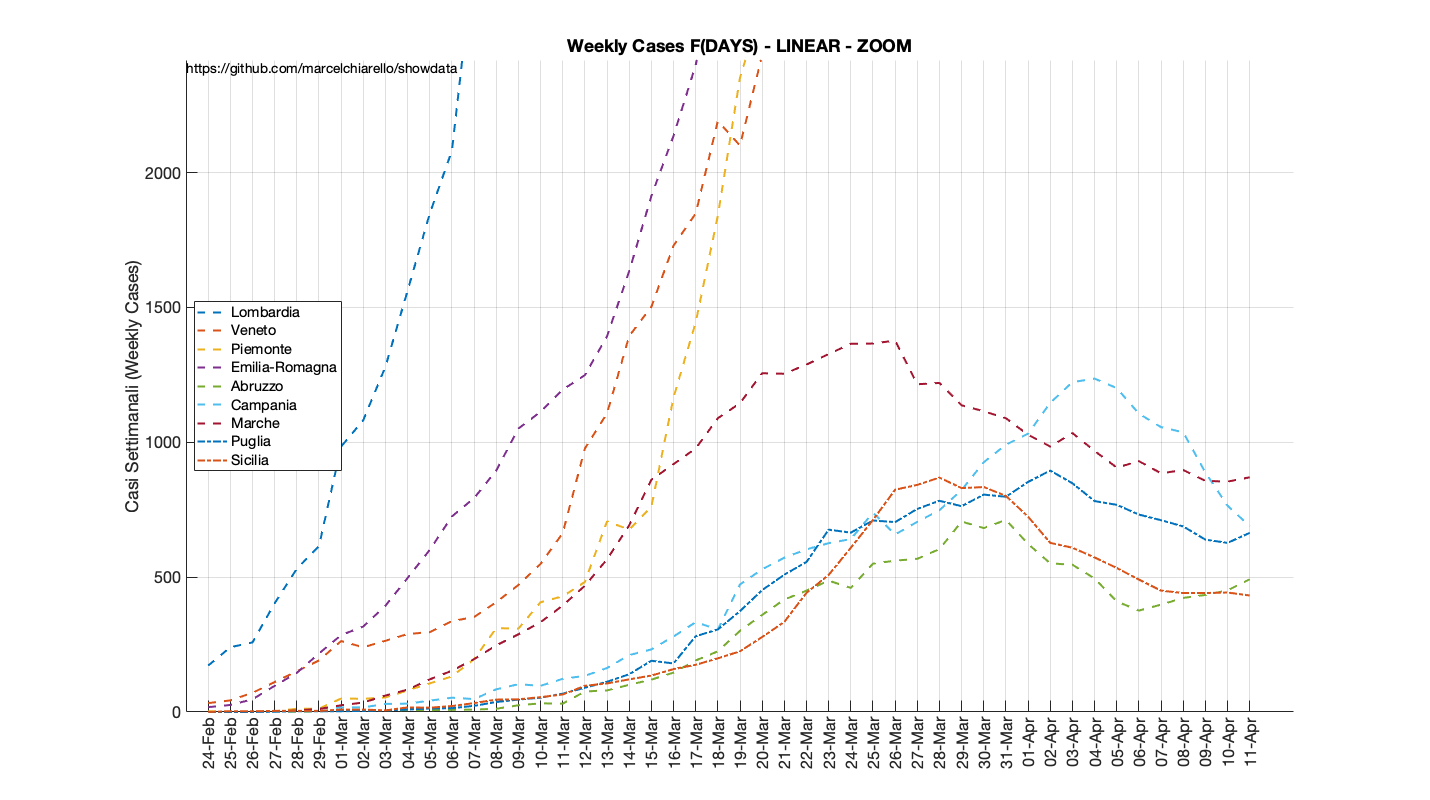 Weekly Cases F(DAYS) - LINEAR - ZOOM
https://github.com/marcelchiarello/showdata
Casi Settimanali (Weekly Cases)
2000
1500
1000
500
0
Lombardia
Veneto
Piemonte
Emilia-Romagna
Abruzzo
Campania
Marche
Puglia
Sicilia
24-Feb
25-Feb
26-Feb
27-Feb
28-Feb
29-Feb
01-Mar
02-Mar
03-Mar
04-Mar
05-Mar
06-Mar
07-Mar
08-Mar
09-Mar
10-Mar
11-Mar
12-Mar
13-Mar
14-Mar
15-Mar
16-Mar
17-Mar
18-Mar
19-Mar
20-Mar
21-Mar
22-Mar
23-Mar
24-Mar
25-Mar
26-Mar
27-Mar
28-Mar
29-Mar
30-Mar
31-Mar
01-Apr
02-Apr
03-Apr
04-Apr
05-Apr
06-Apr
07-Apr
08-Apr
09-Apr
10-Apr
11-Apr